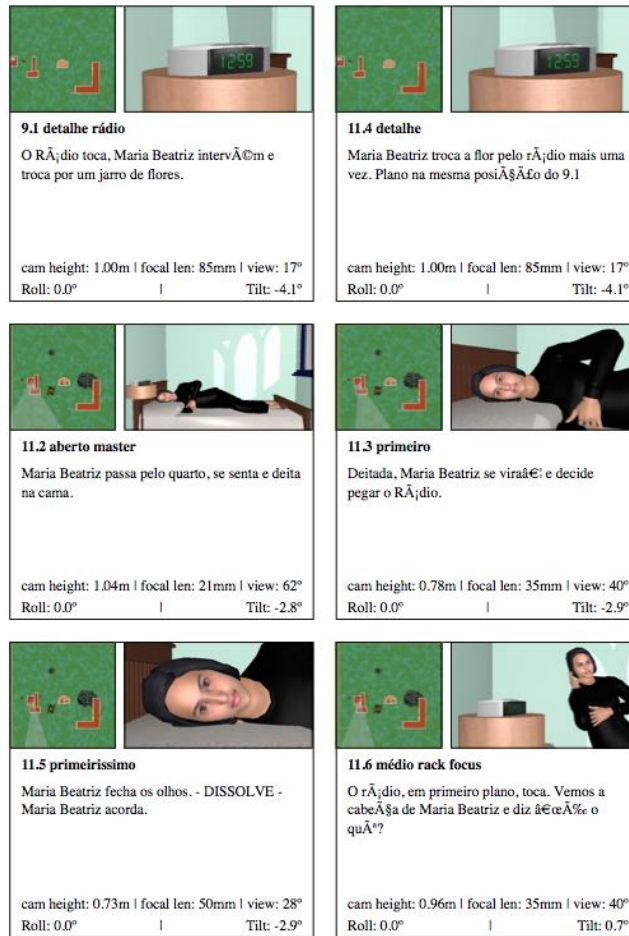 12:59
12:59
9.1 detalhe rádio
O RÃ¡dio toca, Maria Beatriz intervÃ©m e
troca por um jarro de flores.
cam height: 1.00m | focal len: 85mm | view: 17º
Roll: 0.0º | Tilt: -4.1º
11.4 detalhe
Maria Beatriz troca a flor pelo rÃ¡dio mais uma
vez. Plano na mesma posiÃ§Ã£o do 9.1
cam height: 1.00m | focal len: 85mm | view: 17º
Roll: 0.0º | Tilt: -4.1º
11.2 aberto master
Maria Beatriz passa pelo quarto, se senta e deita
na cama.
cam height: 1.04m | focal len: 21mm | view: 62º
Roll: 0.0º | Tilt: -2.8º
11.3 primeiro
Deitada, Maria Beatriz se viraâ€¦ e decide
pegar o RÃ¡dio.
cam height: 0.78m | focal len: 35mm | view: 40º
Roll: 0.0º | Tilt: -2.9º
11.5 primeirissimo
Maria Beatriz fecha os olhos. - DISSOLVE -
Maria Beatriz acorda.
cam height: 0.73m | focal len: 50mm | view: 28º
Roll: 0.0º | Tilt: -2.9º
11.6 médio rack focus
O rÃ¡dio, em primeiro plano, toca. Vemos a
cabeÃ§a de Maria Beatriz e diz â€œÃ‰ o
quÃª?
cam height: 0.96m | focal len: 35mm | view: 40º
Roll: 0.0º | Tilt: 0.7º